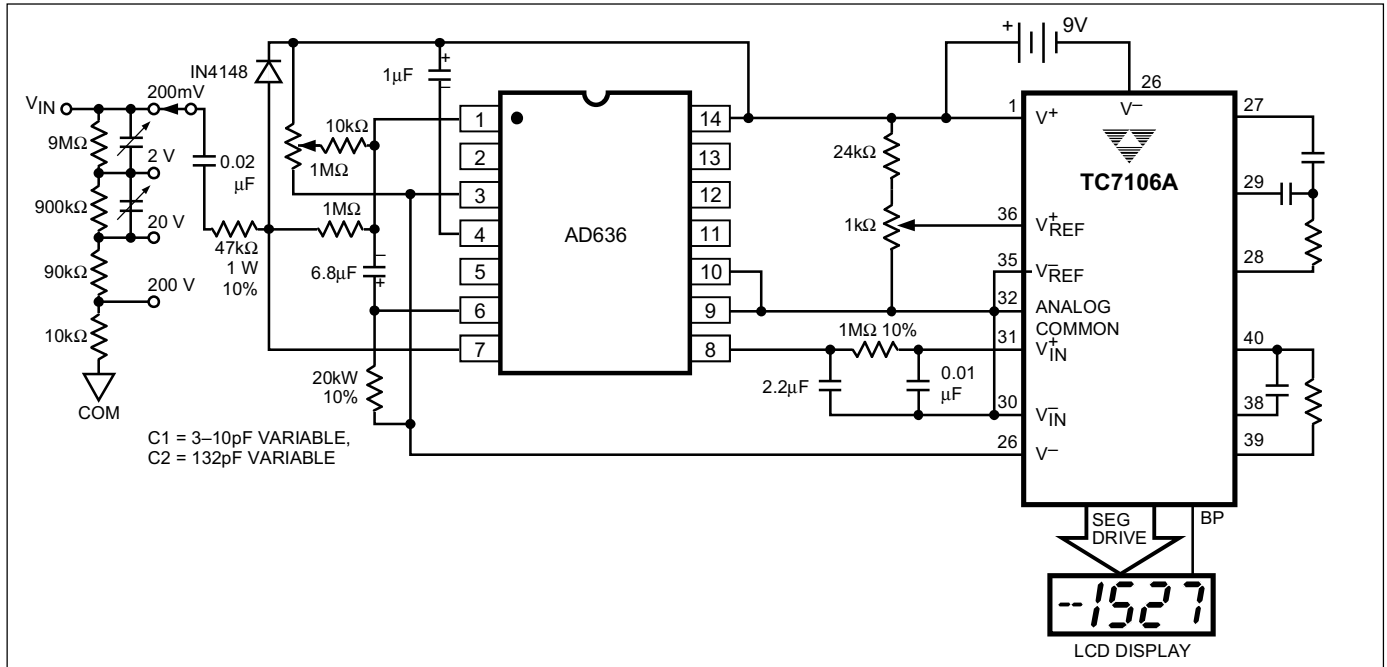 9V
+
26
IN4148
+
1µF
–
V–
1
V+
27
VIN
200mV
9MΩ
2 V
0.02
µF
10kΩ
1MΩ
1
2
3
4
5
6
7
AD636
14
13
12
11
10
9
8
24kΩ
1kΩ
TC7106A
29
28
36
V+REF
35
V–REF
32
ANALOG
COMMON
900kΩ
20 V
47kΩ
1 W
10%
1MΩ
–
6.8µF
+
90kΩ
200 V
10kΩ
COM
20kW
10%
1MΩ 10%
31
V+IN
2.2µF
0.01
µF
30
V–IN
26
V–
40
38
39
C1 = 3–10pF VARIABLE,
C2 = 132pF VARIABLE
SEG
DRIVE
BP
--1527
LCD DISPLAY